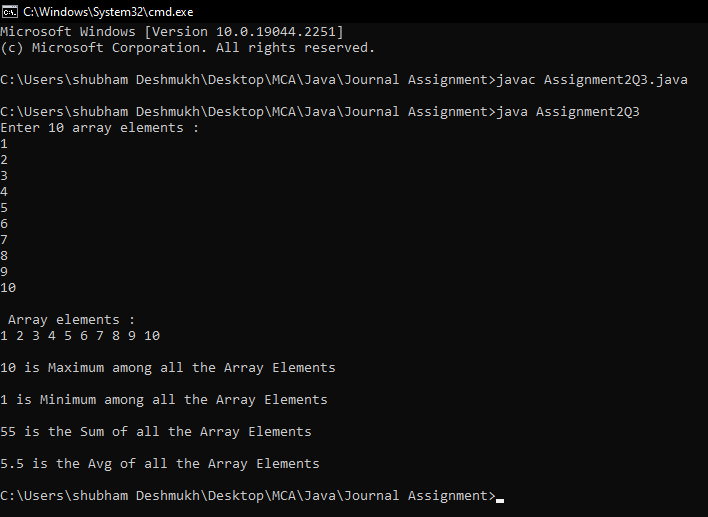 C:\Windows\System32\cmd.exe
Microsoft Windows [Version 10.0.19044.2251]
(c) Microsoft Corporation. All rights reserved.
C:\Users\shubham Deshmukh\Desktop\MCA\Java\Journal Assignment>javac Assignment2Q3.java
C:\Users\shubham Deshmukh\Desktop\MCA\Java\Journal Assignment>java Assignment2Q3
Enter 10 array elements :
1
2
3
4
5
6
7
8
9
10
Array elements :
1 2 3 4 5 6 7 8 9 10
10 is Maximum among all the Array Elements
1 is Minimum among all the Array Elements
55 is the Sum of all the Array Elements
5.5 is the Avg of all the Array Elements
C:\Users\shubham Deshmukh\Desktop\MCA\Java\Journal Assignment>